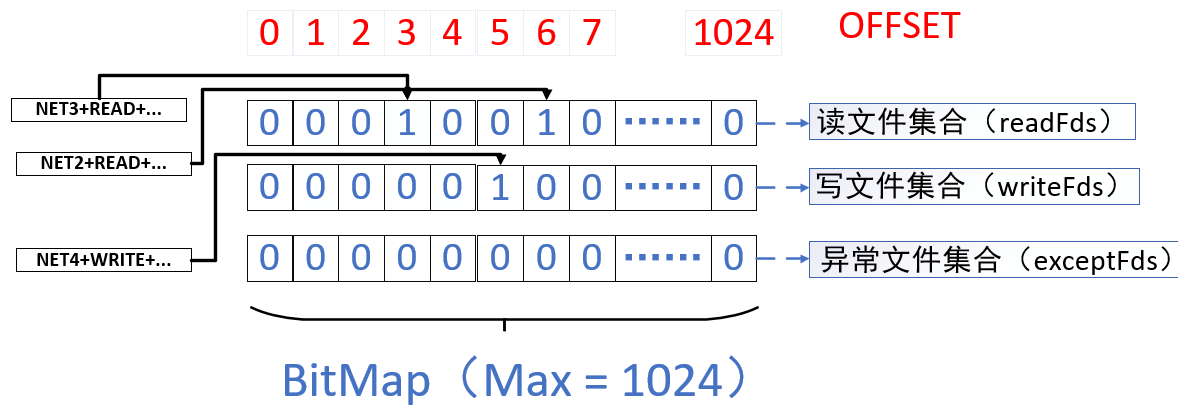 0 1 2 3 4 5 6 7 1024 OFFSET
NET3+READ+...
0 0 0 1 0 0 1 0 ...... 0 读文件集合（readFds）
NET2+READ+...
0 0 0 0 0 1 0 0 ...... 0 写文件集合（writeFds）
NET4+WRITE+...
0 0 0 0 0 0 0 0 ...... 0 异常文件集合（exceptFds）
BitMap（Max = 1024）